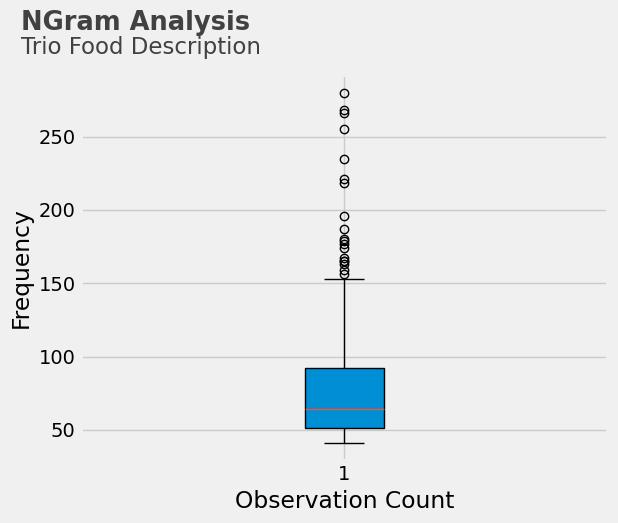 NGram Analysis
Trio Food Description
250
200
150
100
50
Frequency
1
Observation Count